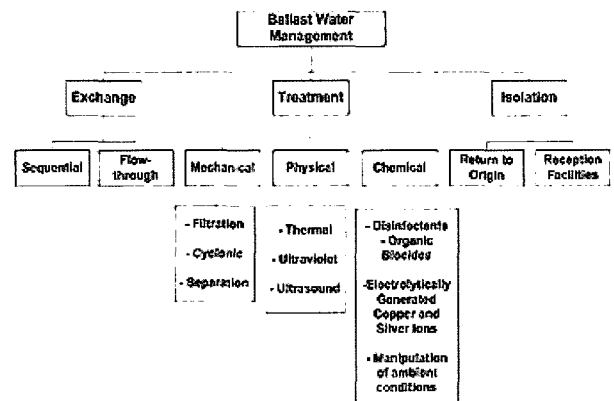 Ballast Water
Management
Exchange
Treatment
Isolation
Sequential
Flow-
through
Mechanical
Physical
Chemical
Return to
Origin
Reception
Facilities
- Filtration
- Cyclonic
- Separation
- Thermal
- Ultraviolet
- Ultrasound
- Disinfectants
- Organic
Biocides
-Electrolytically
Generated
Copper and
Silver Ions
- Manipulation
of ambient
conditions